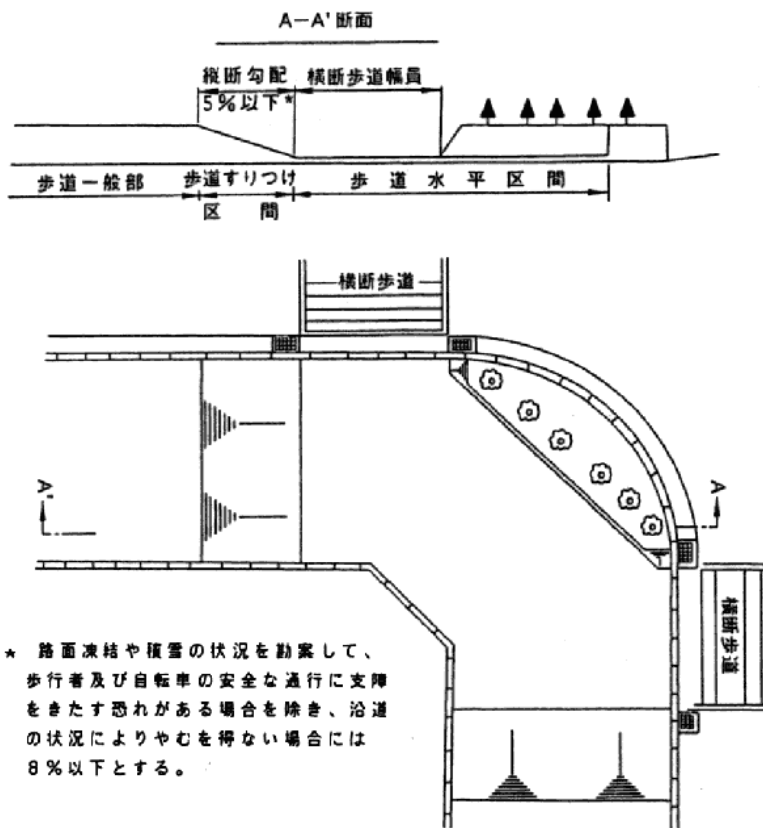 A－A'断面
縦断勾配
5％以下*
横断歩道幅員
歩道一般部
歩道すりつけ
区　間
歩　道　水　平　区　間
横断歩道
A'
A
横断歩道
* 路面凍結や積雪の状況を勘案して、
歩行者及び自転車の安全な通行に支障
をきたす恐れがある場合を除き、沿道
の状況によりやむを得ない場合には
8％以下とする。